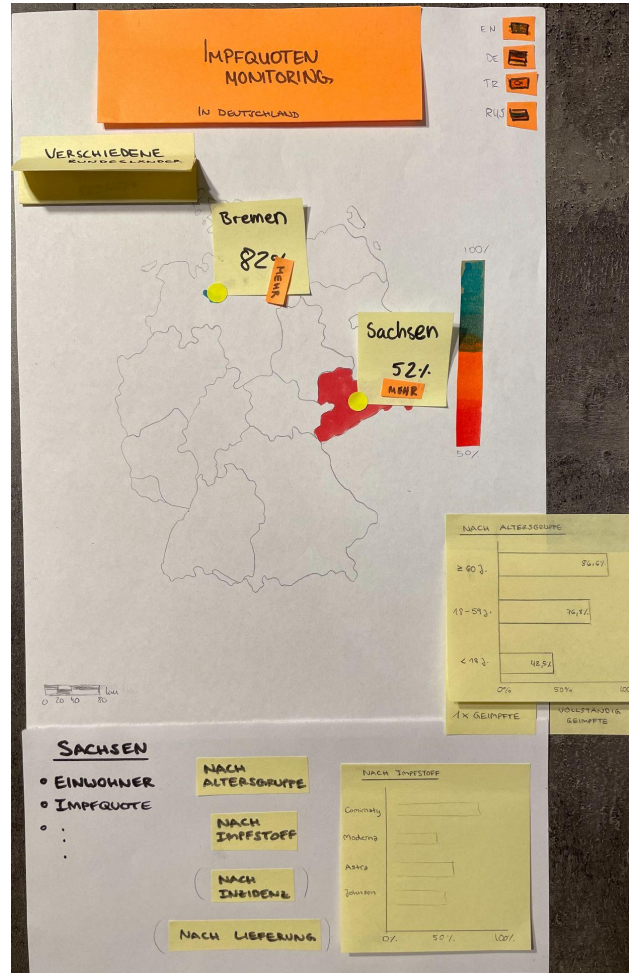 IMPFQUOTEN
MONITORING
IN DEUTSCHLAND
EN
DE
TR
RUS
VERSCHIEDENE
BUNDESLÄNDER
Bremen
82%
MEHR
100%
Sachsen
52%
MEHR
50%
NACH ALTERSGRUPPE
≥ 60 J. 86,6%
18-59 J. 76,8%
< 18 J. 48,5%
0% 50% 100
1 x GEIMPFTE
VOLLSTÄNDIG
GEIMPFTE
km
0 20 40 80
SACHSEN
• EINWOHNER
• IMPFQUOTE
NACH
ALTERSGRUPPE
NACH
IMPFSTOFF
(NACH
INZIDENZ)
(NACH LIEFERUNG)
NACH IMPFSTOFF
Comirnaty
Moderna
Astra
Johnson
0% 50% 100%